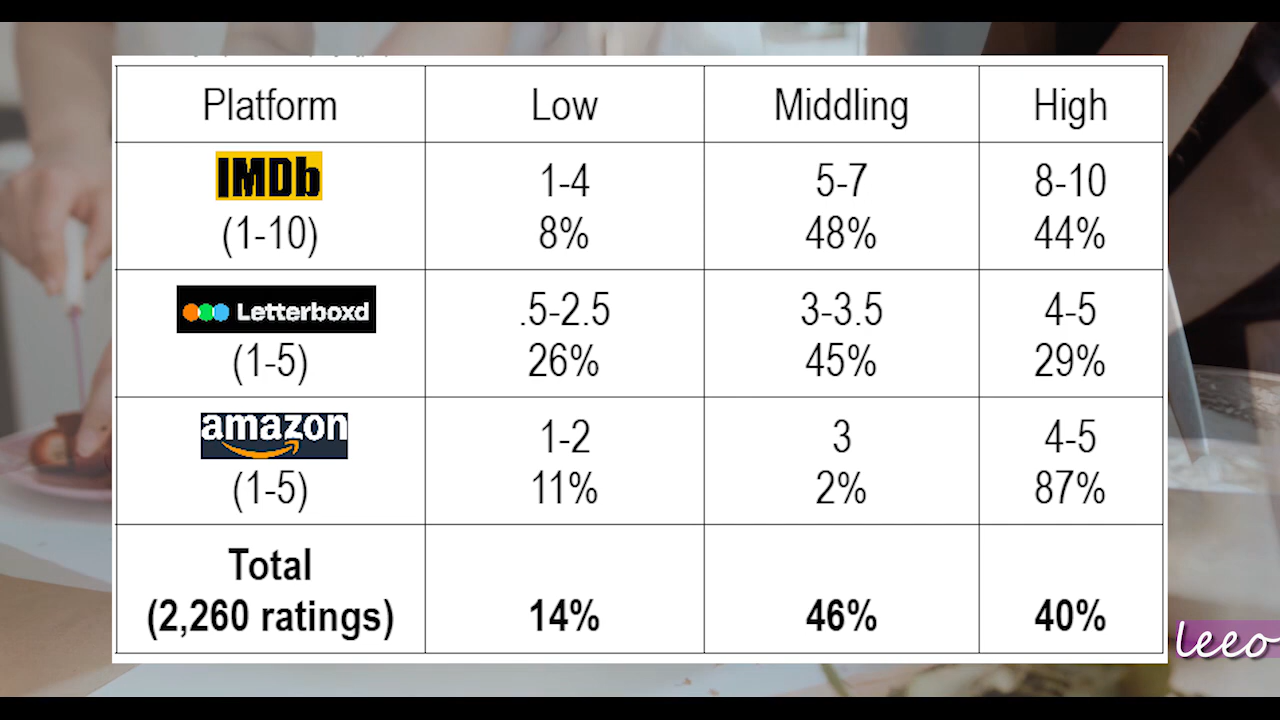 Platform Low Middling High
IMDb 1-4 5-7 8-10
(1-10) 8% 48% 44%
Letterboxd .5-2.5 3-3.5 4-5
(1-5) 26% 45% 29%
amazon 1-2 3 4-5
(1-5) 11% 2% 87%
Total
(2,260 ratings) 14% 46% 40%
leeo